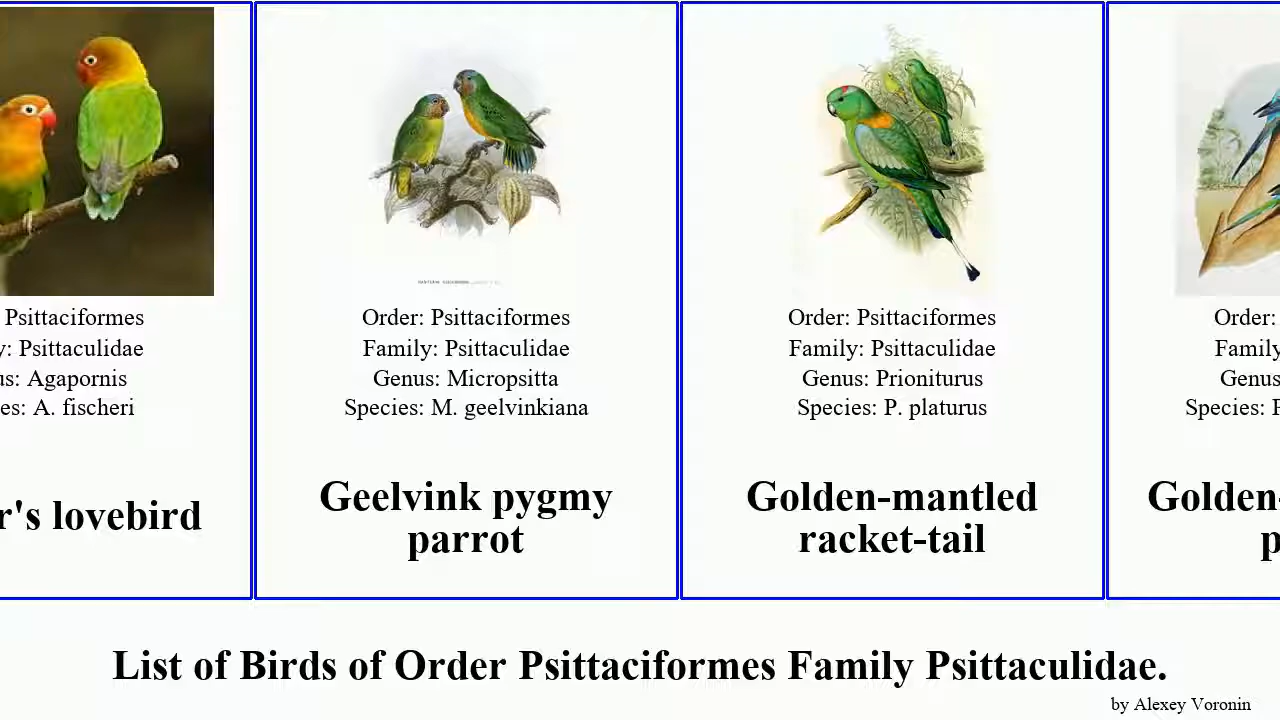 Psittaciformes
y: Psittaculidae
us: Agapornis
es: A. fischeri
r's lovebird
Order: Psittaciformes
Family: Psittaculidae
Genus: Micropsitta
Species: M. geelvinkiana
Geelvink pygmy
parrot
Order: Psittaciformes
Family: Psittaculidae
Genus: Prioniturus
Species: P. platurus
Golden-mantled
racket-tail
Order:
Family
Genus
Species:
Golden-
p
List of Birds of Order Psittaciformes Family Psittaculidae.
by Alexey Voronin